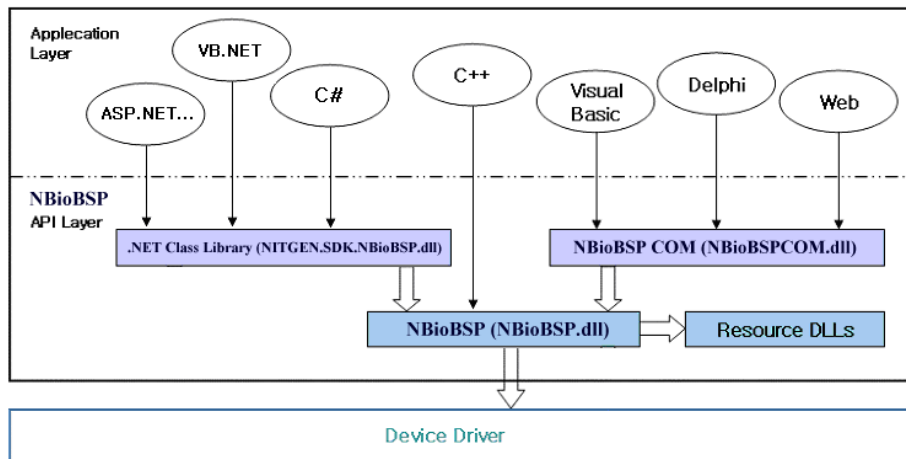 Applecation
Layer
VB.NET
ASP.NET...
C#
C++
Visual
Basic
Delphi
Web
NBioBSP
API Layer
.NET Class Library (NITGEN.SDK.NBioBSP.dll)
NBioBSP COM (NBioBSPCOM.dll)
NBioBSP (NBioBSP.dll)
Resource DLLs
Device Driver